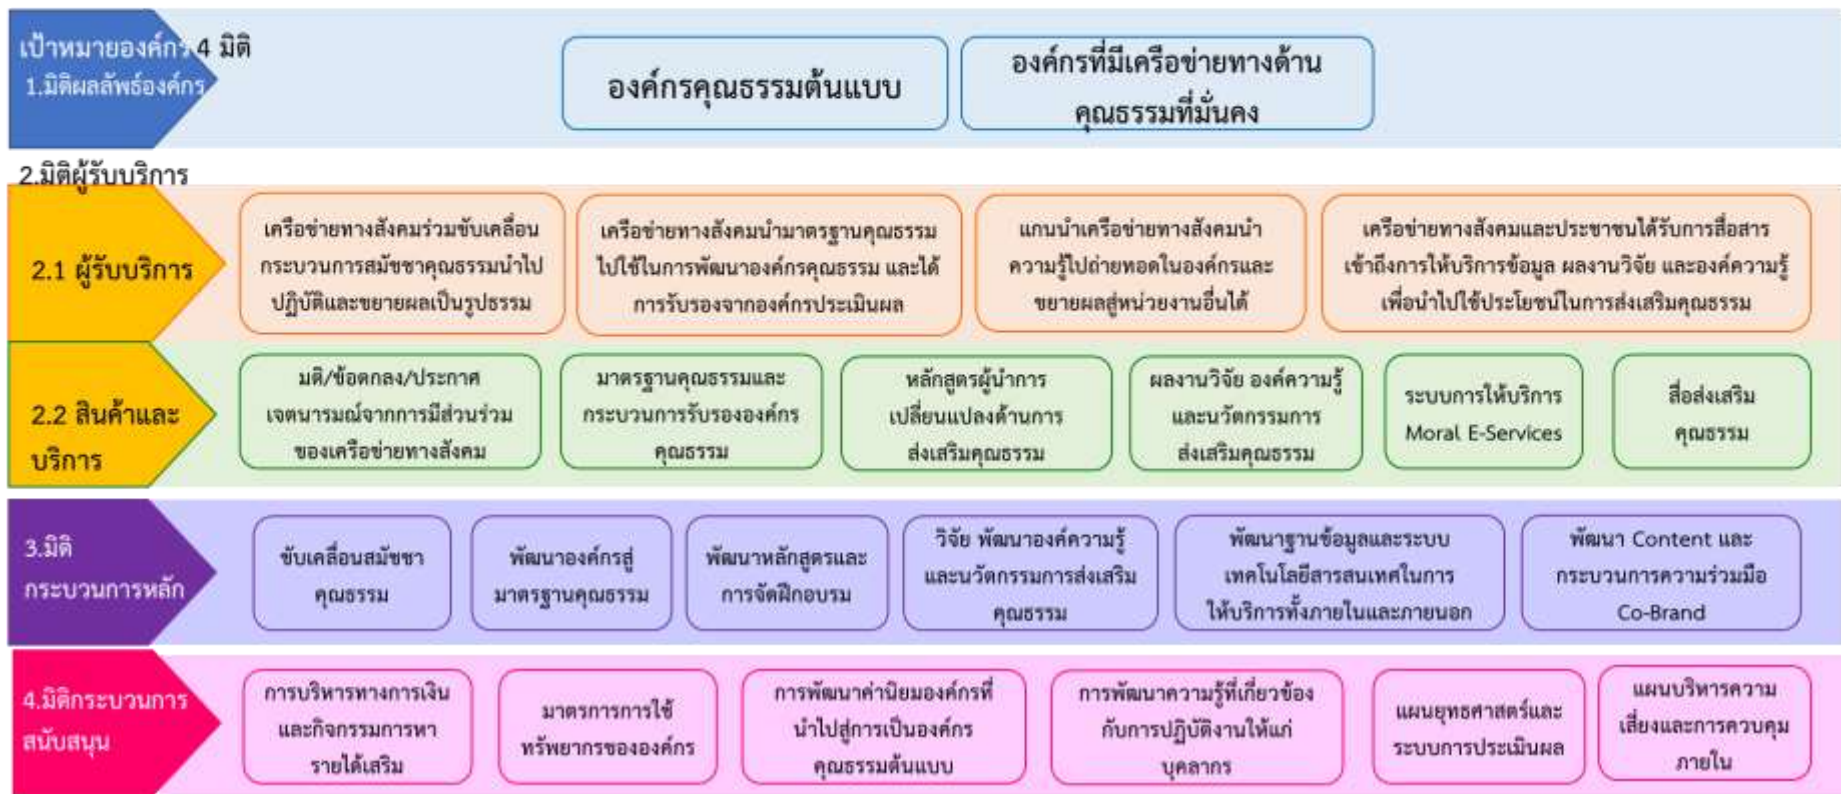 เป้าหมายองค์กร 4 มิติ
1.มิติผลลัพธ์องค์กร
องค์กรคุณธรรมต้นแบบ
องค์กรที่มีเครือข่ายทางด้าน
คุณธรรมที่มั่นคง
2.มิติผู้รับบริการ
2.1 ผู้รับบริการ
เครือข่ายทางสังคมร่วมขับเคลื่อน
กระบวนการสมัชชาคุณธรรมนำไป
ปฏิบัติและขยายผลเป็นรูปธรรม
เครือข่ายทางสังคมนำมาตรฐานคุณธรรม
ไปใช้ในการพัฒนาองค์กรคุณธรรม และได้
การรับรองจากองค์กรประเมินผล
แกนนำเครือข่ายทางสังคมนำ
ความรู้ไปถ่ายทอดในองค์กรและ
ขยายผลสู่หน่วยงานอื่นได้
เครือข่ายทางสังคมและประชาชนได้รับการสื่อสาร
เข้าถึงการให้บริการข้อมูล ผลงานวิจัย และองค์ความรู้
เพื่อนำไปใช้ประโยชน์ในการส่งเสริมคุณธรรม
2.2 สินค้าและ
บริการ
มติ/ข้อตกลง/ประกาศ
เจตนารมณ์จากการมีส่วนร่วม
ของเครือข่ายทางสังคม
มาตรฐานคุณธรรมและ
กระบวนการรับรององค์กร
คุณธรรม
หลักสูตรผู้นำการ
เปลี่ยนแปลงด้านการ
ส่งเสริมคุณธรรม
ผลงานวิจัย องค์ความรู้
และนวัตกรรมการ
ส่งเสริมคุณธรรม
ระบบการให้บริการ
Moral E-Services
สื่อส่งเสริม
คุณธรรม
3.มิติ
กระบวนการหลัก
ขับเคลื่อนสมัชชา
คุณธรรม
พัฒนาองค์กรสู่
มาตรฐานคุณธรรม
พัฒนาหลักสูตรและ
การจัดฝึกอบรม
วิจัย พัฒนาองค์ความรู้
และนวัตกรรมการส่งเสริม
คุณธรรม
พัฒนาฐานข้อมูลและระบบ
เทคโนโลยีสารสนเทศในการ
ให้บริการทั้งภายในและภายนอก
พัฒนา Content และ
กระบวนการความร่วมมือ
Co-Brand
4.มิติกระบวนการ
สนับสนุน
การบริหารทางการเงิน
และกิจกรรมการหา
รายได้เสริม
มาตรการการใช้
ทรัพยากรขององค์กร
การพัฒนาค่านิยมองค์กรที่
นำไปสู่การเป็นองค์กร
คุณธรรมต้นแบบ
การพัฒนาความรู้ที่เกี่ยวข้อง
กับการปฏิบัติงานให้แก่
บุคลากร
แผนยุทธศาสตร์และ
ระบบการประเมินผล
แผนบริหารความ
เสี่ยงและการควบคุม
ภายใน